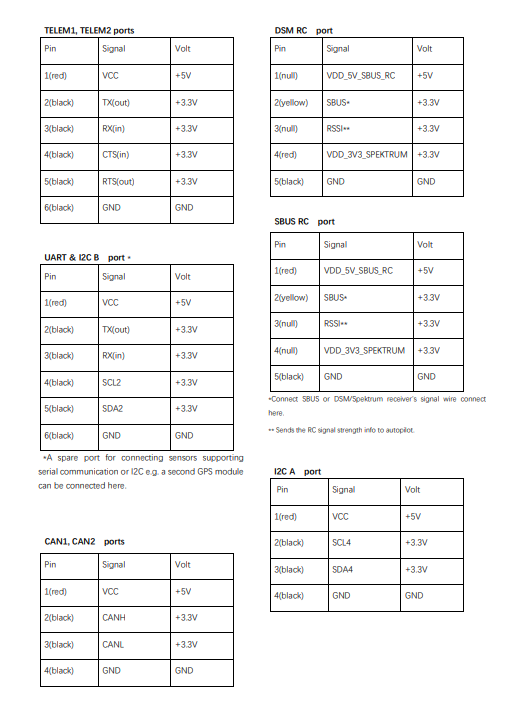 TELEM1, TELEM2 ports
Pin Signal Volt
1(red) VCC +5V
2(black) TX(out) +3.3V
3(black) RX(in) +3.3V
4(black) CTS(in) +3.3V
5(black) RTS(out) +3.3V
6(black) GND GND
UART & I2C B port *
Pin Signal Volt
1(red) VCC +5V
2(black) TX(out) +3.3V
3(black) RX(in) +3.3V
4(black) SCL2 +3.3V
5(black) SDA2 +3.3V
6(black) GND GND
*A spare port for connecting sensors supporting
serial communication or I2C e.g. a second GPS module
can be connected here.
CAN1, CAN2 ports
Pin Signal Volt
1(red) VCC +5V
2(black) CANH +3.3V
3(black) CANL +3.3V
4(black) GND GND
DSM RC port
Pin Signal Volt
1(null) VDD_5V_SBUS_RC +5V
2(yellow) SBUS* +3.3V
3(null) RSSI** +3.3V
4(red) VDD_3V3_SPEKTRUM +3.3V
5(black) GND GND
SBUS RC port
Pin Signal Volt
1(red) VDD_5V_SBUS_RC +5V
2(yellow) SBUS* +3.3V
3(null) RSSI** +3.3V
4(null) VDD_3V3_SPEKTRUM +3.3V
5(black) GND GND
*Connect SBUS or DSM/Spektrum receiver's signal wire connect
here.
** Sends the RC signal strength info to autopilot.
I2C A port
Pin Signal Volt
1(red) VCC +5V
2(black) SCL4 +3.3V
3(black) SDA4 +3.3V
4(black) GND GND